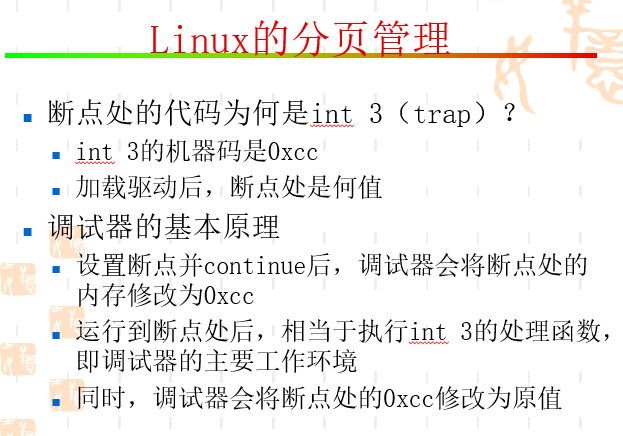 Linux的分页管理
断点处的代码为何是int 3（trap）？
int 3的机器码是0xcc
加载驱动后，断点处是何值
调试器的基本原理
设置断点并continue后，调试器会将断点处的
内存修改为0xcc
运行到断点处后，相当于执行int 3的处理函数，
即调试器的主要工作环境
同时，调试器会将断点处的0xcc修改为原值